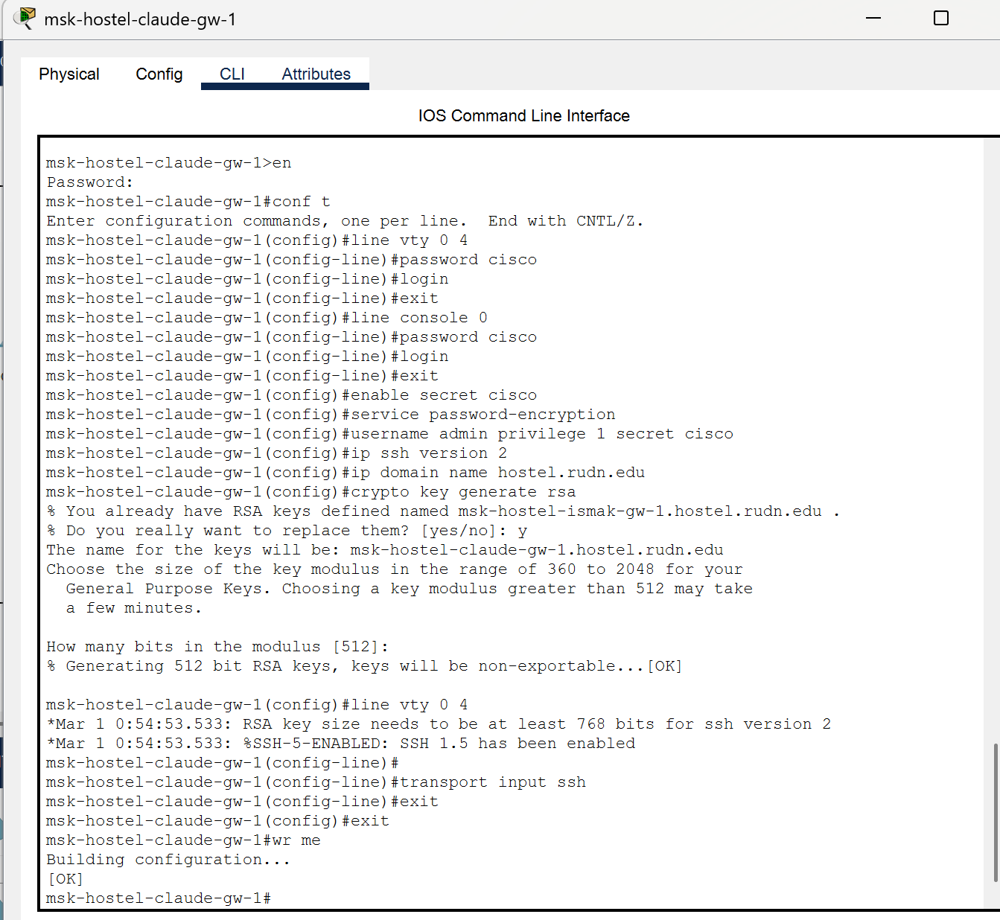 msk-hostel-claude-gw-1
Physical Config CLI Attributes
IOS Command Line Interface
msk-hostel-claude-gw-1>en
Password:
msk-hostel-claude-gw-1#conf t
Enter configuration commands, one per line.  End with CNTL/Z.
msk-hostel-claude-gw-1(config)#line vty 0 4
msk-hostel-claude-gw-1(config-line)#password cisco
msk-hostel-claude-gw-1(config-line)#login
msk-hostel-claude-gw-1(config-line)#exit
msk-hostel-claude-gw-1(config)#line console 0
msk-hostel-claude-gw-1(config-line)#password cisco
msk-hostel-claude-gw-1(config-line)#login
msk-hostel-claude-gw-1(config-line)#exit
msk-hostel-claude-gw-1(config)#enable secret cisco
msk-hostel-claude-gw-1(config)#service password-encryption
msk-hostel-claude-gw-1(config)#username admin privilege 1 secret cisco
msk-hostel-claude-gw-1(config)#ip ssh version 2
msk-hostel-claude-gw-1(config)#ip domain name hostel.rudn.edu
msk-hostel-claude-gw-1(config)#crypto key generate rsa
% You already have RSA keys defined named msk-hostel-ismak-gw-1.hostel.rudn.edu .
% Do you really want to replace them? [yes/no]: y
The name for the keys will be: msk-hostel-claude-gw-1.hostel.rudn.edu
Choose the size of the key modulus in the range of 360 to 2048 for your
  General Purpose Keys. Choosing a key modulus greater than 512 may take
  a few minutes.
How many bits in the modulus [512]:
% Generating 512 bit RSA keys, keys will be non-exportable...[OK]
msk-hostel-claude-gw-1(config)#line vty 0 4
*Mar 1 0:54:53.533: RSA key size needs to be at least 768 bits for ssh version 2
*Mar 1 0:54:53.533: %SSH-5-ENABLED: SSH 1.5 has been enabled
msk-hostel-claude-gw-1(config-line)#
msk-hostel-claude-gw-1(config-line)#transport input ssh
msk-hostel-claude-gw-1(config-line)#exit
msk-hostel-claude-gw-1(config)#exit
msk-hostel-claude-gw-1#wr me
Building configuration...
[OK]
msk-hostel-claude-gw-1#